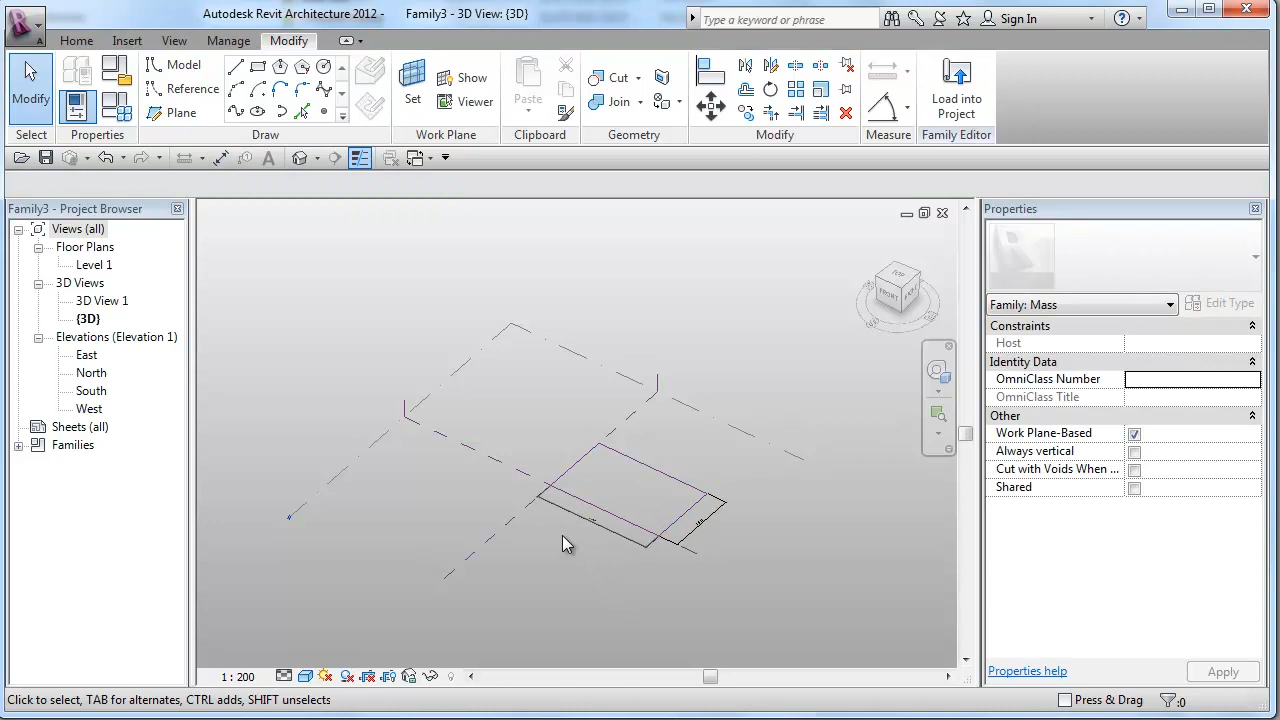 Autodesk Revit Architecture 2012 - Family3 - 3D View: {3D}
Type a keyword or phrase
Sign In
Home Insert View Manage Modify
Modify
Model
Reference
Plane
Set
Show
Viewer
Paste
Cut
Join
Load into
Project
Select Properties Draw Work Plane Clipboard Geometry Modify Measure Family Editor
Family3 - Project Browser
Views (all)
Floor Plans
Level 1
3D Views
3D View 1
{3D}
Elevations (Elevation 1)
East
North
South
West
Sheets (all)
Families
TOP
FRONT
Properties
Family: Mass
Edit Type
Constraints
Host
Identity Data
OmniClass Number
OmniClass Title
Other
Work Plane-Based
Always vertical
Cut with Voids When ...
Shared
Properties help
Apply
1 : 200
Click to select, TAB for alternates, CTRL adds, SHIFT unselects
Press & Drag
:0